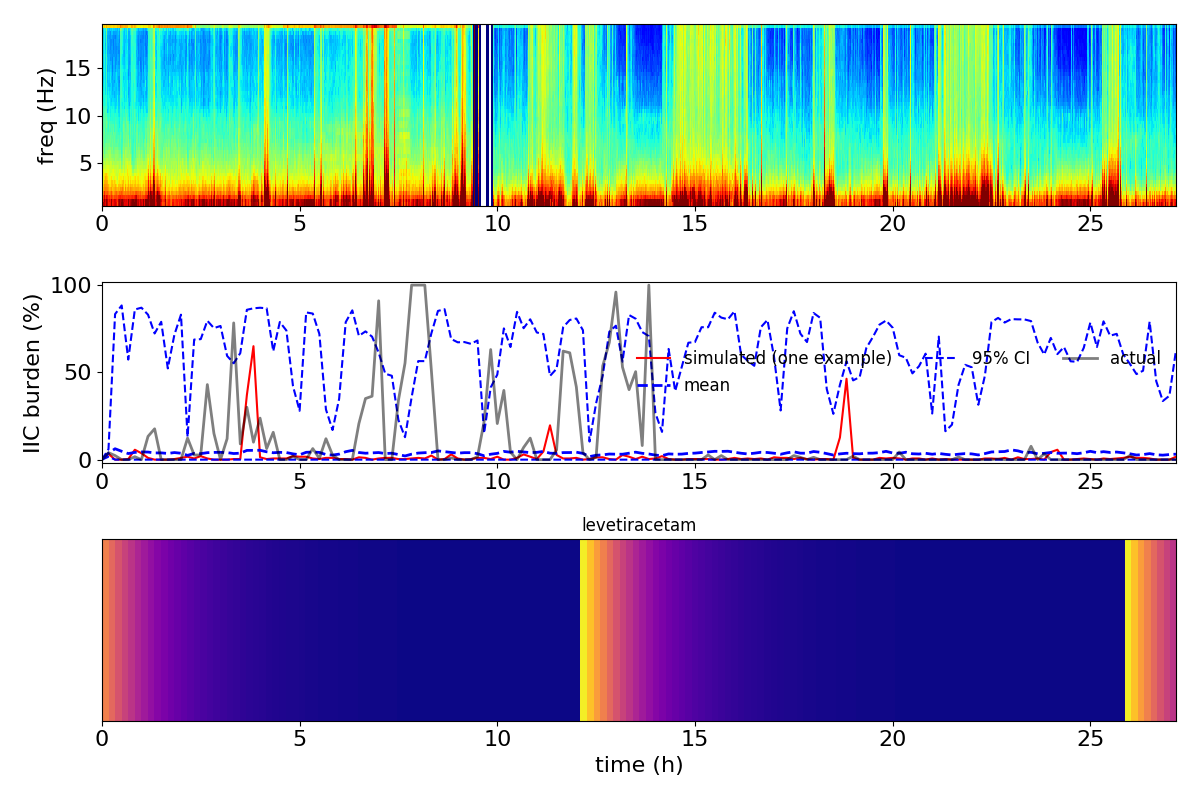 freq (Hz)
15
10
5
0 5 10 15 20 25
IIC burden (%)
100
50
0
simulated (one example) 95% CI actual
mean
0 5 10 15 20 25
levetiracetam
0 5 10 15 20 25
time (h)